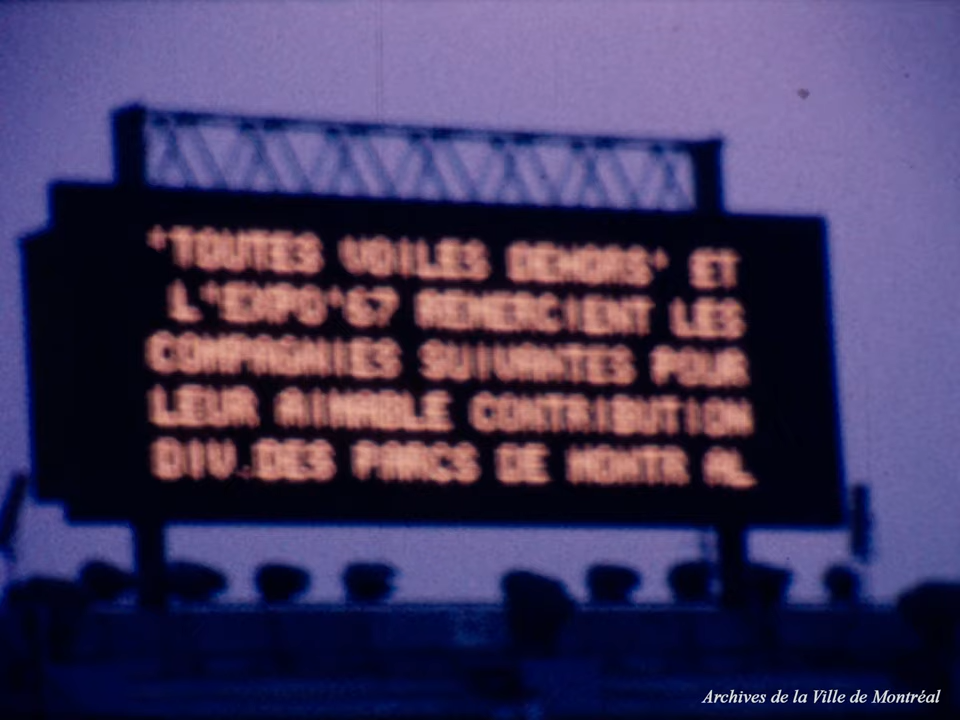 'TOUTES VOILES DEHORS' ET
L'EXPO'67 REMERCIENT LES
COMPAGNIES SUIVANTES POUR
LEUR AIMABLE CONTRIBUTION
DIV.DES PARCS DE MONTR AL
Archives de la Ville de Montréal